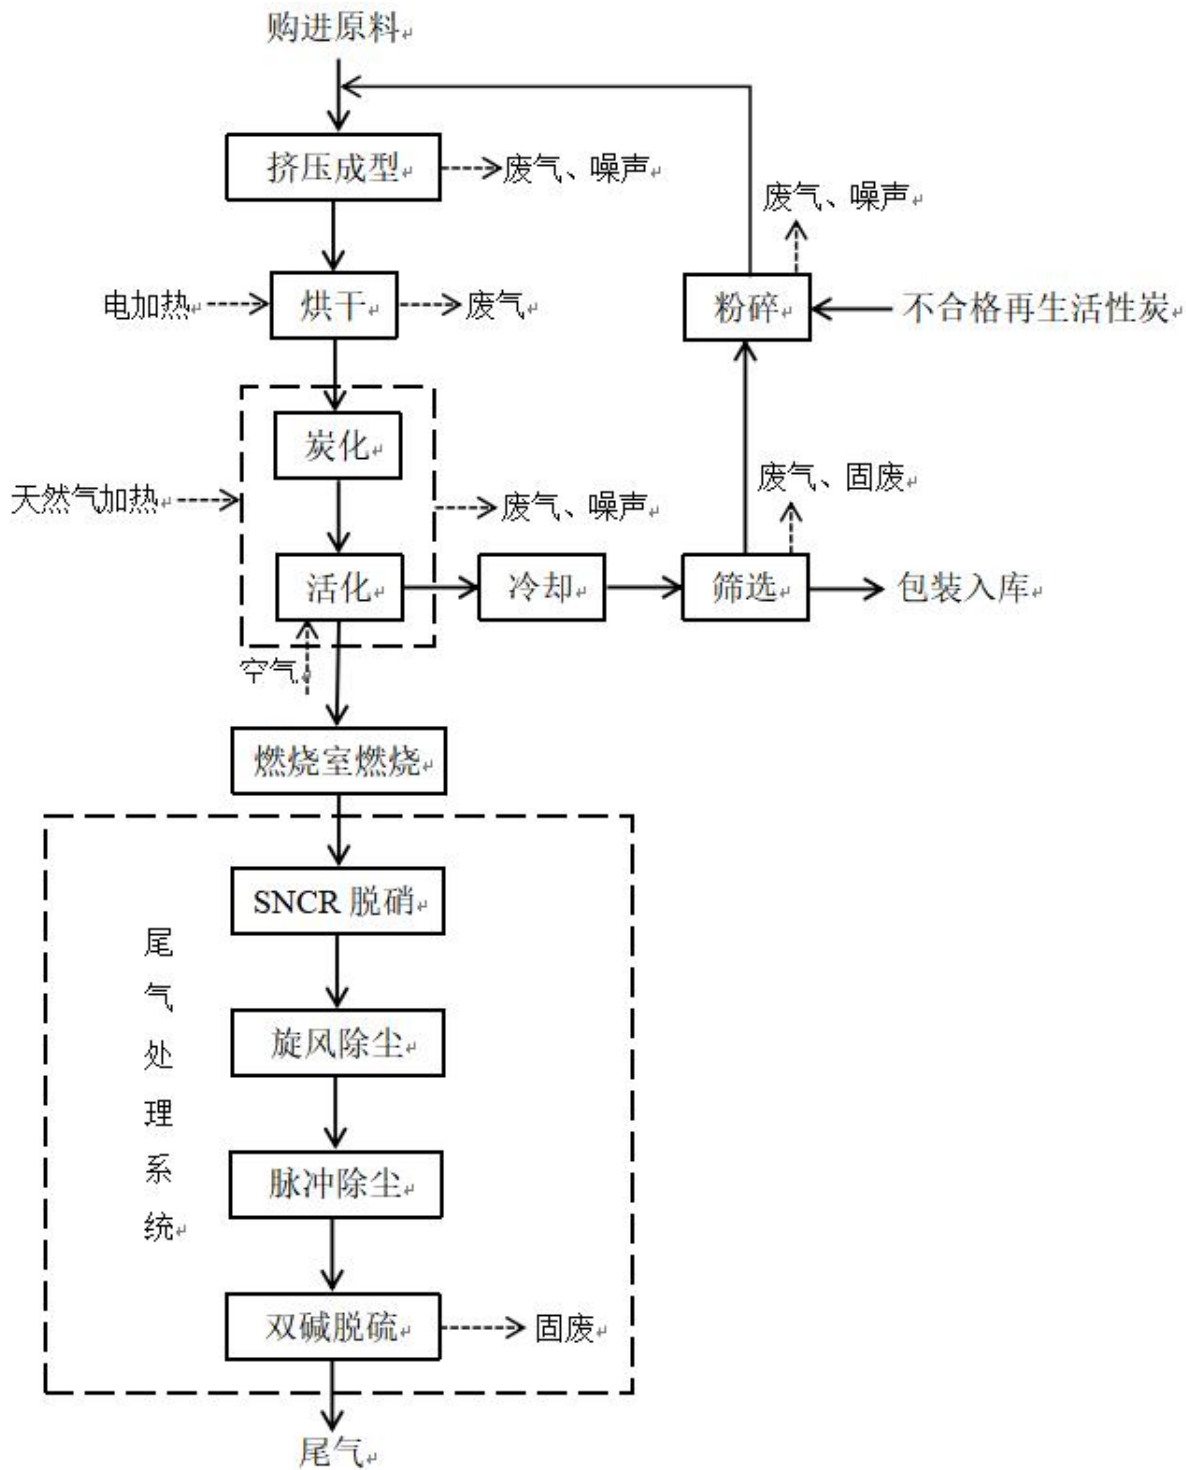 购进原料
挤压成型
废气、噪声
废气、噪声
电加热
烘干
废气
粉碎
不合格再生活性炭
炭化
天然气加热
废气、噪声
废气、固废
活化
冷却
筛选
包装入库
空气
燃烧室燃烧
SNCR 脱硝
尾气处理系统
旋风除尘
脉冲除尘
双碱脱硫
固废
尾气